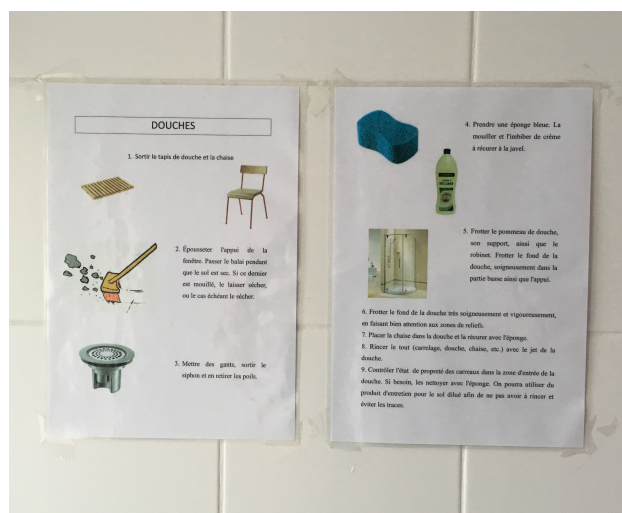 DOUCHES
1. Sortir le tapis de douche et la chaise
2. Épousseter l'appui de la
fenêtre. Passer le balai pendant
que le sol est sec. Si ce dernier
est mouillé, le laisser sécher,
ou le cas échéant le sécher.
3. Mettre des gants, sortir le
siphon et en retirer les poils.
4. Prendre une éponge bleue. La
mouiller et l'imbiber de crème
à récurer à la javel.
5. Frotter le pommeau de douche,
son support, ainsi que le
robinet. Frotter le fond de la
douche, soigneusement dans la
partie basse ainsi que l'appui.
6. Frotter le fond de la douche très soigneusement et vigoureusement,
en faisant bien attention aux zones de reliefs.
7. Placer la chaise dans la douche et la récurer avec l'éponge.
8. Rincer le tout (carrelage, douche, chaise, etc.) avec le jet de la
douche.
9. Contrôler l'état de propreté des carreaux dans la zone d'entrée de la
douche. Si besoin, les nettoyer avec l'éponge. On pourra utiliser du
produit d'entretien pour le sol dilué afin de ne pas avoir à rincer et
éviter les traces.